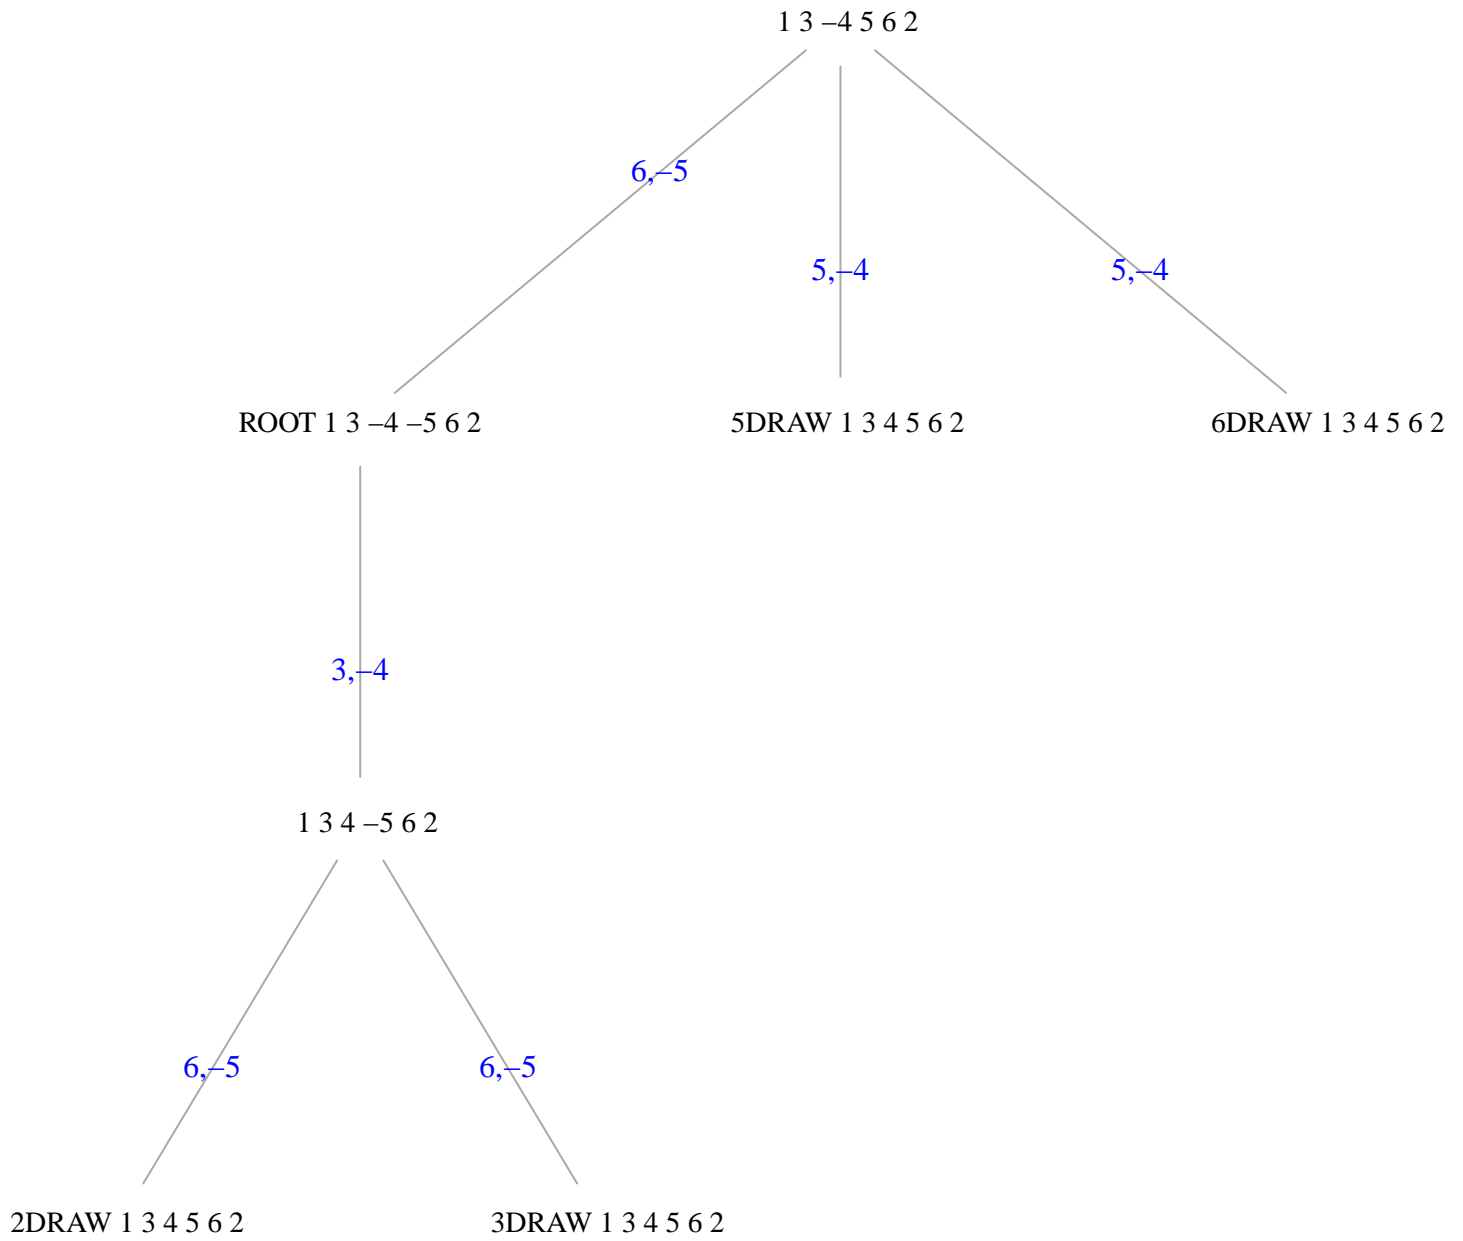 1 3 –4 5 6 2
6,–5
5,–4
5,–4
ROOT 1 3 –4 –5 6 2
5DRAW 1 3 4 5 6 2
6DRAW 1 3 4 5 6 2
3,–4
1 3 4 –5 6 2
6,–5
6,–5
2DRAW 1 3 4 5 6 2
3DRAW 1 3 4 5 6 2